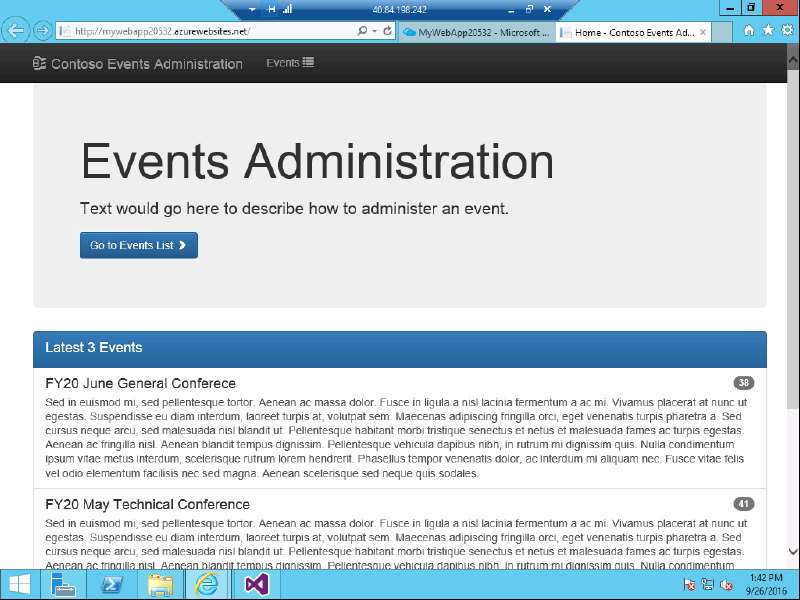 40.84.198.242
http://mywebapp20532.azurewebsites.net/
MyWebApp20532 - Microsoft ...
Home - Contoso Events Ad...
Contoso Events Administration
Events
Events Administration
Text would go here to describe how to administer an event.
Go to Events List
Latest 3 Events
FY20 June General Conferece
38
Sed in euismod mi, sed pellentesque tortor. Aenean ac massa dolor. Fusce in ligula a nisl lacinia fermentum a ac mi. Vivamus placerat at nunc ut
egestas. Suspendisse eu diam interdum, laoreet turpis at, volutpat sem. Maecenas adipiscing fringilla orci, eget venenatis turpis pharetra a. Sed
cursus neque arcu, sed malesuada nisl blandit ut. Pellentesque habitant morbi tristique senectus et netus et malesuada fames ac turpis egestas.
Aenean ac fringilla nisl. Aenean blandit tempus dignissim. Pellentesque vehicula dapibus nibh, in rutrum mi dignissim quis. Nulla condimentum
ipsum vitae metus interdum, scelerisque rutrum lorem hendrerit. Phasellus tempor venenatis dolor, ac interdum mi aliquam nec. Fusce vitae felis
vel odio elementum facilisis nec sed magna. Aenean scelerisque sed neque quis sodales.
FY20 May Technical Conference
41
Sed in euismod mi, sed pellentesque tortor. Aenean ac massa dolor. Fusce in ligula a nisl lacinia fermentum a ac mi. Vivamus placerat at nunc ut
egestas. Suspendisse eu diam interdum, laoreet turpis at, volutpat sem. Maecenas adipiscing fringilla orci, eget venenatis turpis pharetra a. Sed
cursus neque arcu, sed malesuada nisl blandit ut. Pellentesque habitant morbi tristique senectus et netus et malesuada fames ac turpis egestas.
Aenean ac fringilla nisl. Aenean blandit tempus dignissim. Pellentesque vehicula dapibus nibh, in rutrum mi dignissim quis. Nulla condimentum
1:42 PM
9/26/2016